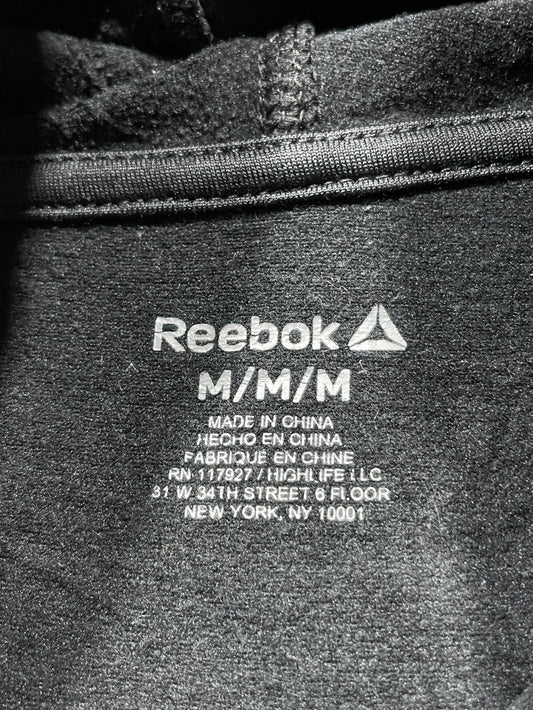 Reebok
M/M/M
MADE IN CHINA
HECHO EN CHINA
FABRIQUE EN CHINE
RN 117927 / HIGHLIFE LLC
31 W 34TH STREET 6 FLOOR
NEW YORK, NY 10001